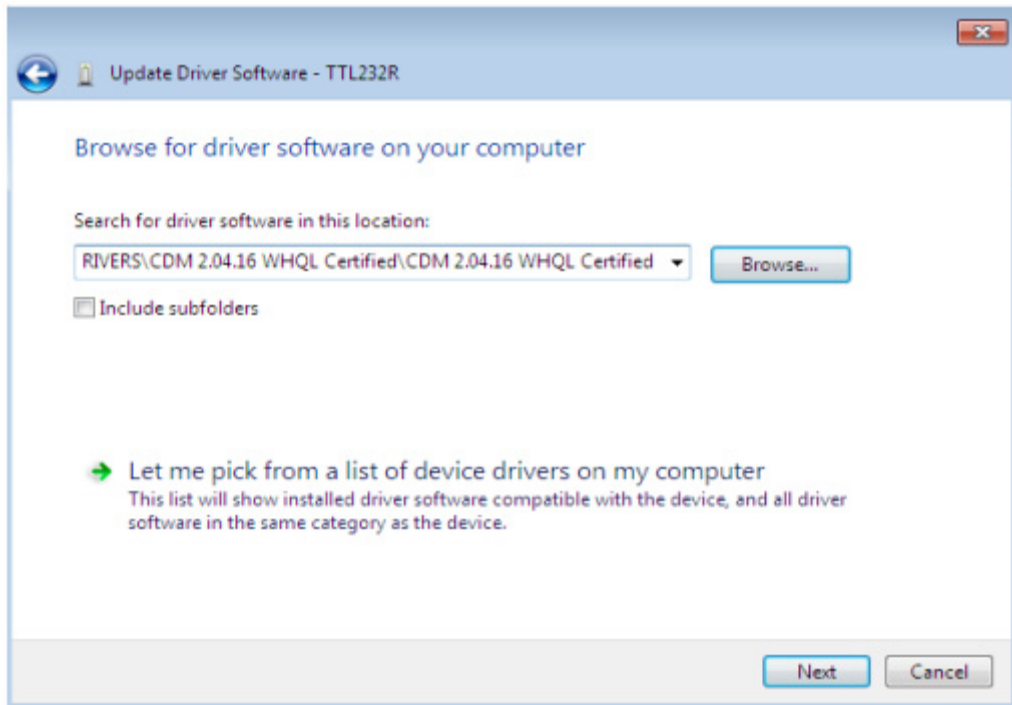 Update Driver Software - TTL232R
Browse for driver software on your computer
Search for driver software in this location:
RIVERS\CDM 2.04.16 WHQL Certified\CDM 2.04.16 WHQL Certified
Browse...
Include subfolders
Let me pick from a list of device drivers on my computer
This list will show installed driver software compatible with the device, and all driver
software in the same category as the device.
Next
Cancel